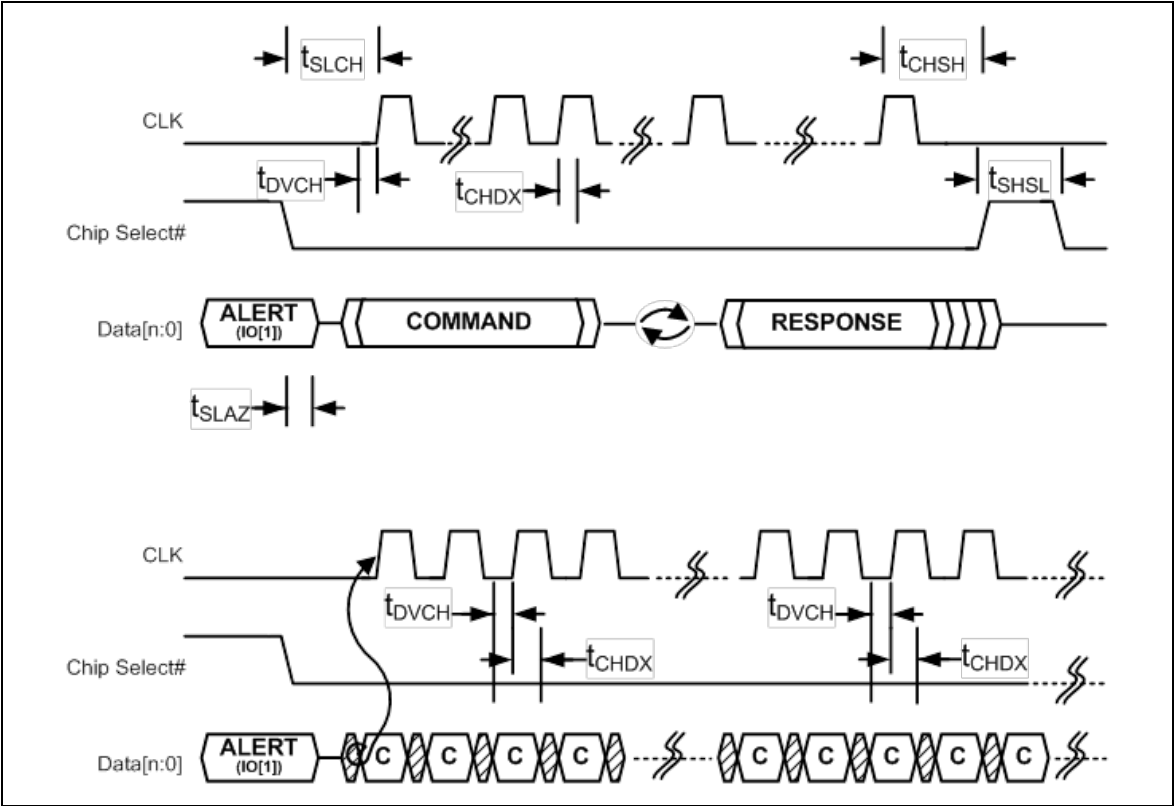 tSLCH
tCHSH
CLK
tDVCH
tCHDX
tSHSL
Chip Select#
ALERT
(IO[1])
COMMAND
RESPONSE
Data[n:0]
tSLAZ
CLK
tDVCH
tDVCH
tCHDX
tCHDX
Chip Select#
ALERT
(IO[1])
Data[n:0]
C C C C C C C C C C